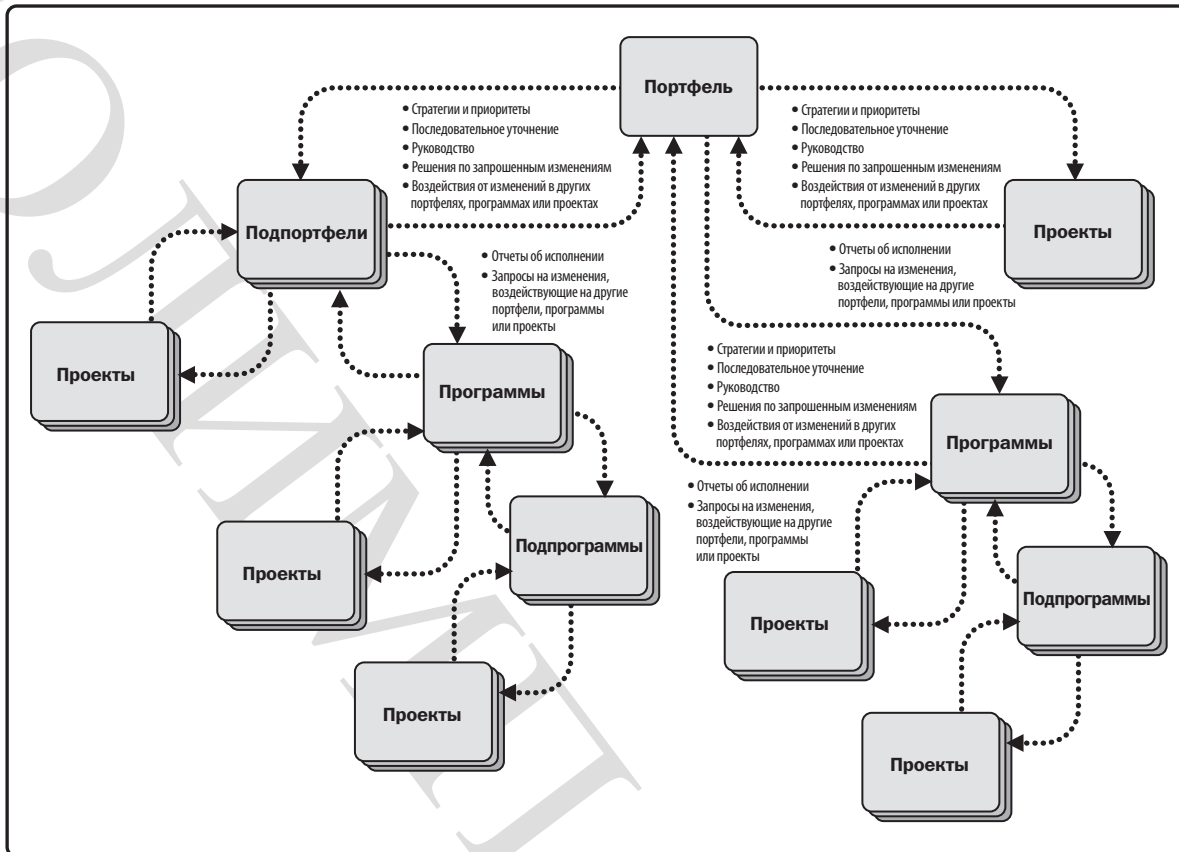 Портфель
• Стратегии и приоритеты
• Последовательное уточнение
• Руководство
• Решения по запрошенным изменениям
• Воздействия от изменений в других
портфелях, программах или проектах
• Стратегии и приоритеты
• Последовательное уточнение
• Руководство
• Решения по запрошенным изменениям
• Воздействия от изменений в других
портфелях, программах или проектах
Подпортфели
Проекты
• Отчеты об исполнении
• Запросы на изменения,
воздействующие на другие
портфели, программы
или проекты
• Отчеты об исполнении
• Запросы на изменения,
воздействующие на другие
портфели, программы или проекты
Проекты
Программы
• Стратегии и приоритеты
• Последовательное уточнение
• Руководство
• Решения по запрошенным изменениям
• Воздействия от изменений в других
портфелях, программах или проектах
Программы
• Отчеты об исполнении
• Запросы на изменения,
воздействующие на другие
портфели, программы
или проекты
Проекты
Подпрограммы
Проекты
Подпрограммы
Проекты
Проекты